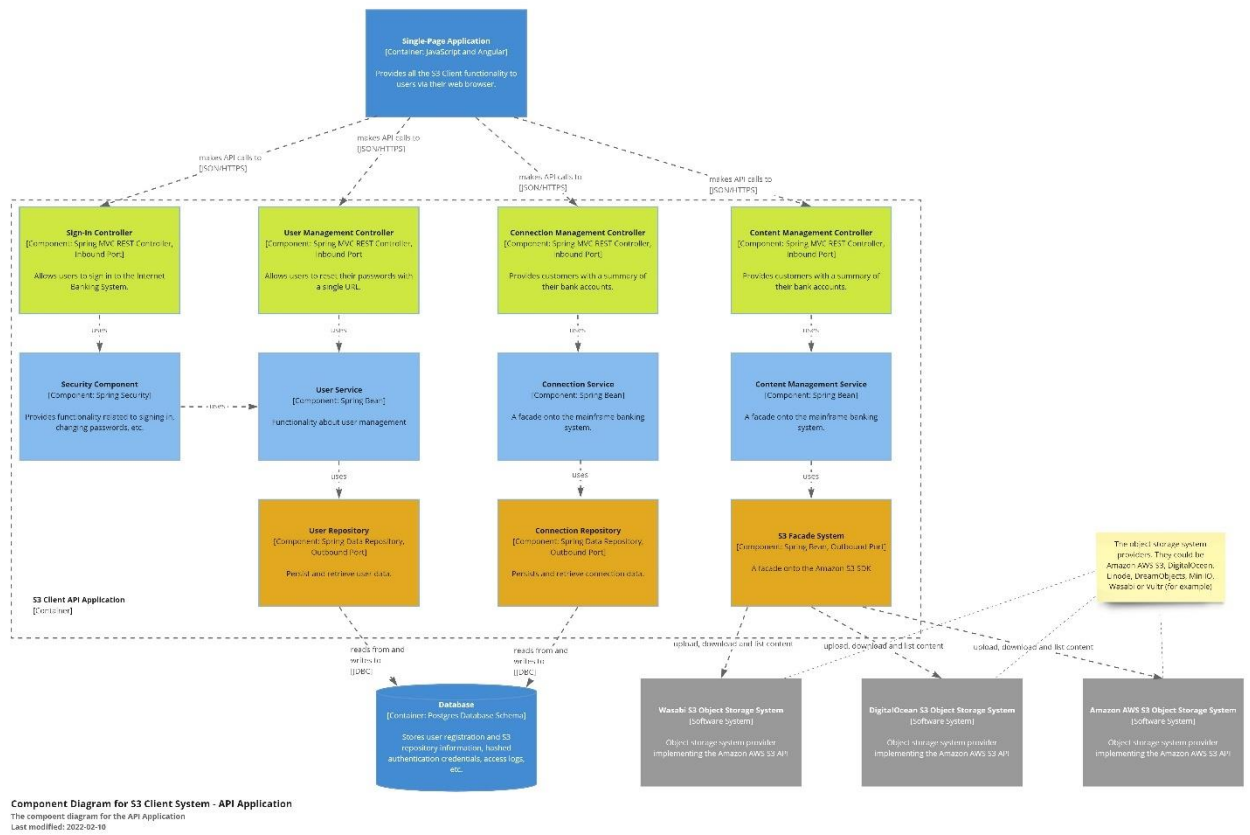 Single-Page Application
[Container: JavaScript and Angular]
Provides all the S3 Client functionality to
users via their web browser.
makes API calls to
[JSON/HTTPS]
makes API calls to
[JSON/HTTPS]
makes API calls to
[JSON/HTTPS]
makes API calls to
[JSON/HTTPS]
Sign-In Controller
[Component: Spring MVC REST Controller,
Inbound Port]
Allows users to sign in to the Internet
Banking System.
User Management Controller
[Component: Spring MVC REST Controller,
Inbound Port
Allows users to reset their passwords with
a single URL.
Connection Management Controller
[Component: Spring MVC REST Controller,
Inbound Port]
Provides customers with a summary of
their bank accounts.
Content Management Controller
[Component: Spring MVC REST Controller,
Inbound Port]
Provides customers with a summary of
their bank accounts.
uses
uses
uses
uses
Security Component
[Component: Spring Security]
Provides functionality related to signing in,
changing passwords, etc.
uses
User Service
[Component: Spring Bean]
Functionality about user management
Connection Service
[Component: Spring Bean]
A facade onto the mainframe banking
system.
Content Management Service
[Component: Spring Bean]
A facade onto the mainframe banking
system.
uses
uses
uses
User Repository
[Component: Spring Data Repository,
Outbound Port]
Persist and retrieve user data.
Connection Repository
[Component: Spring Data Repository,
Outbound Port]
Persists and retrieve connection data.
S3 Facade System
[Component: Spring Bean, Outbound Port]
A facade onto the Amazon S3 SDK
The object storage system
providers. They could be
Amazon AWS S3, DigitalOcean,
Linode, DreamObjects, Min IO,
Wasabi or Vultr (for example)
S3 Client API Application
[Container]
reads from and
writes to
[JDBC]
reads from and
writes to
[JDBC]
upload, download and list content
upload, download and list content
upload, download and list content
Database
[Container: Postgres Database Schema]
Stores user registration and S3
repository information, hashed
authentication credentials, access logs,
etc.
Wasabi S3 Object Storage System
[Software System]
Object storage system provider
implementing the Amazon AWS S3 API
DigitalOcean S3 Object Storage System
[Software System]
Object storage system provider
implementing the Amazon AWS S3 API
Amazon AWS S3 Object Storage System
[Software System]
Object storage system provider
implementing the Amazon AWS S3 API
Component Diagram for S3 Client System - API Application
The compoent diagram for the API Application
Last modified: 2022-02-10